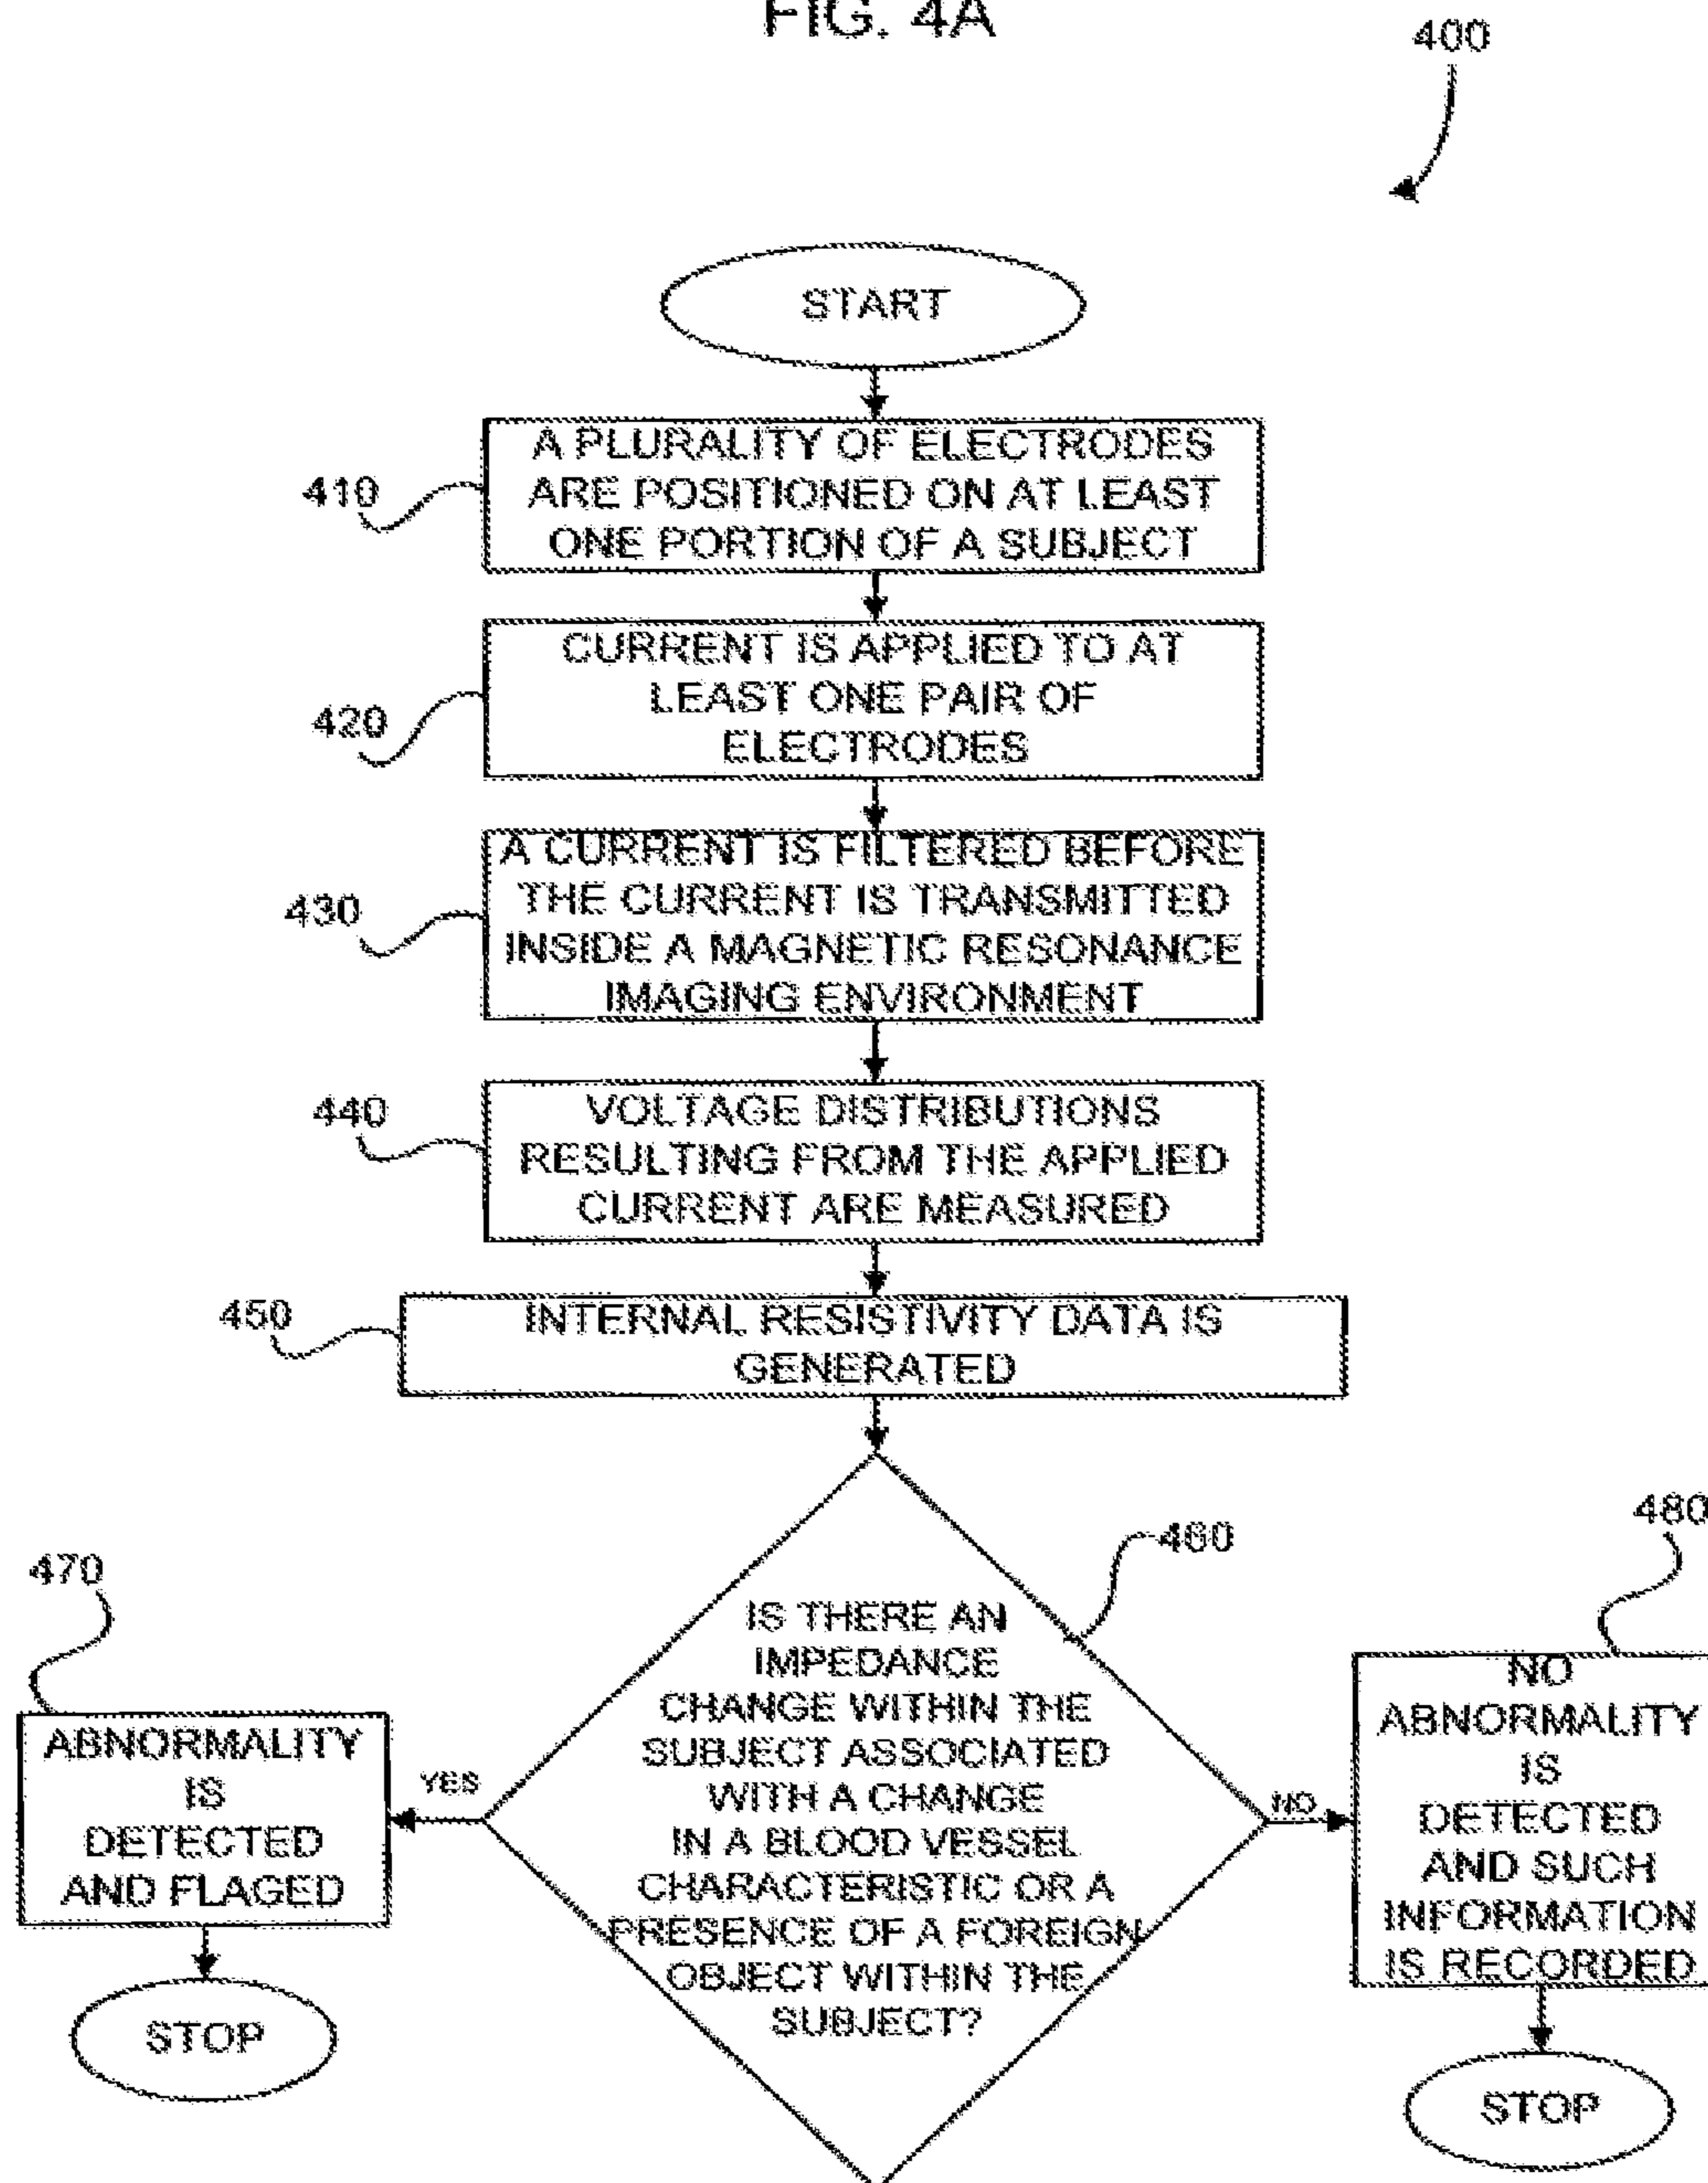 FIG. 4A
400
START
410
A PLURALITY OF ELECTRODES
ARE POSITIONED ON AT LEAST
ONE PORTION OF A SUBJECT
420
CURRENT IS APPLIED TO AT
LEAST ONE PAIR OF
ELECTRODES
430
A CURRENT IS FILTERED BEFORE
THE CURRENT IS TRANSMITTED
INSIDE A MAGNETIC RESONANCE
IMAGING ENVIRONMENT
440
VOLTAGE DISTRIBUTIONS
RESULTING FROM THE APPLIED
CURRENT ARE MEASURED
450
INTERNAL RESISTIVITY DATA IS
GENERATED
460
IS THERE AN
IMPEDANCE
CHANGE WITHIN THE
SUBJECT ASSOCIATED
WITH A CHANGE
IN A BLOOD VESSEL
CHARACTERISTIC OR A
PRESENCE OF A FOREIGN
OBJECT WITHIN THE
SUBJECT?
YES
470
ABNORMALITY
IS
DETECTED
AND FLAGED
STOP
NO
480
NO
ABNORMALITY
IS
DETECTED
AND SUCH
INFORMATION
IS RECORDED
STOP